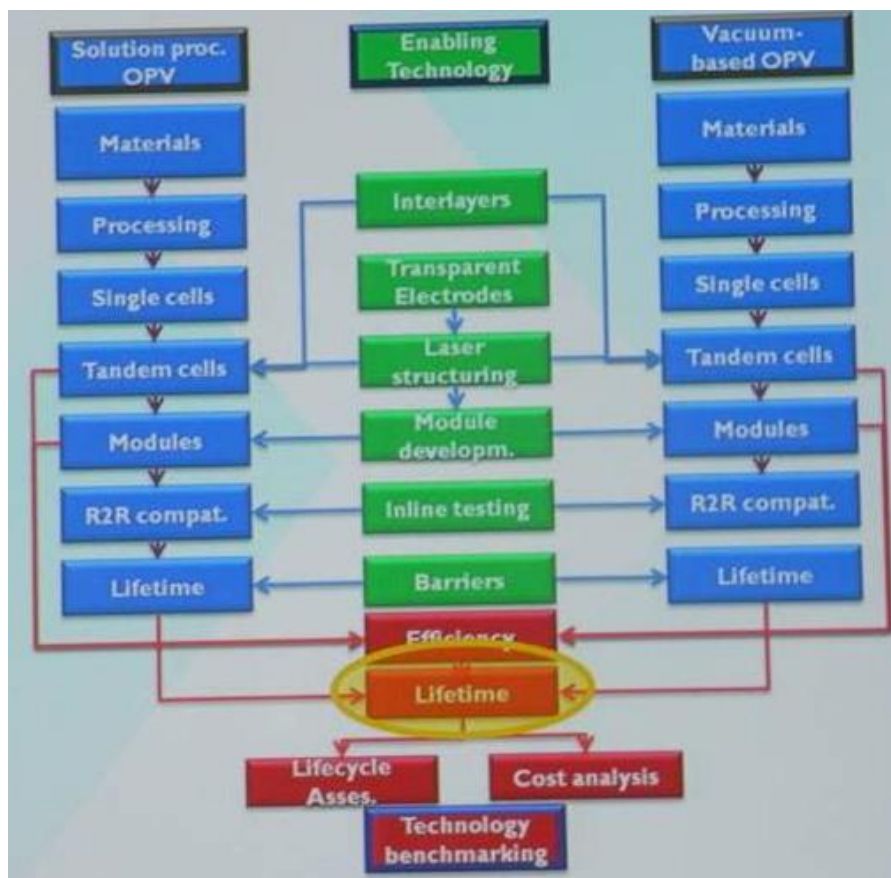 Solution proc.
OPV
Enabling
Technology
Vacuum-
based OPV
Materials
Materials
Interlayers
Processing
Processing
Transparent
Electrodes
Single cells
Single cells
Laser
structuring
Tandem cells
Tandem cells
Module
developm.
Modules
Modules
Inline testing
R2R compat.
R2R compat.
Barriers
Lifetime
Lifetime
Efficiency
Lifetime
Lifecycle
Asses.
Cost analysis
Technology
benchmarking